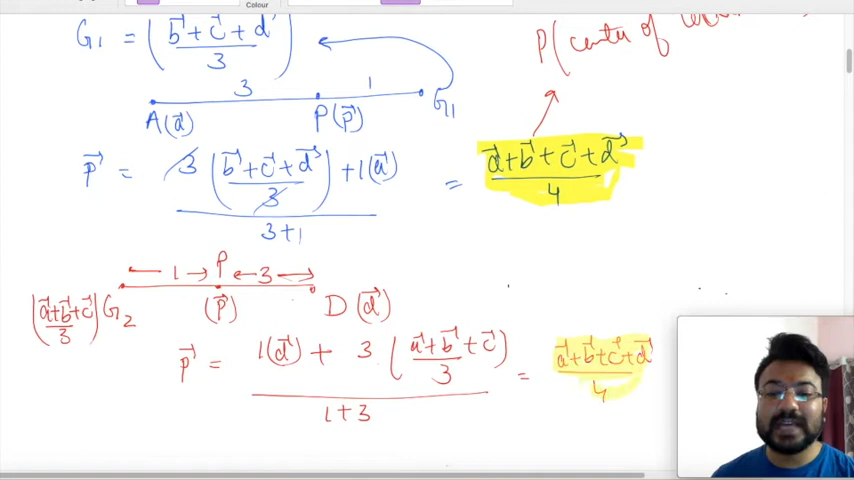 Colour
G₁ = ( (b⃗ + c⃗ + d⃗) / 3 )
P (center of
3 1
A(a⃗) P(p⃗) G₁
p⃗ = ( 3 ( (b⃗ + c⃗ + d⃗) / 3 ) + 1(a⃗) ) / (3+1) = (a⃗ + b⃗ + c⃗ + d⃗) / 4
1 P 3
( (a⃗+b⃗+c⃗) / 3 ) G₂ (p⃗) D (d⃗)
p⃗ = ( 1(d⃗) + 3 ( (a⃗+b⃗+c⃗) / 3 ) ) / (1+3) = (a⃗+b⃗+c⃗+d⃗) / 4